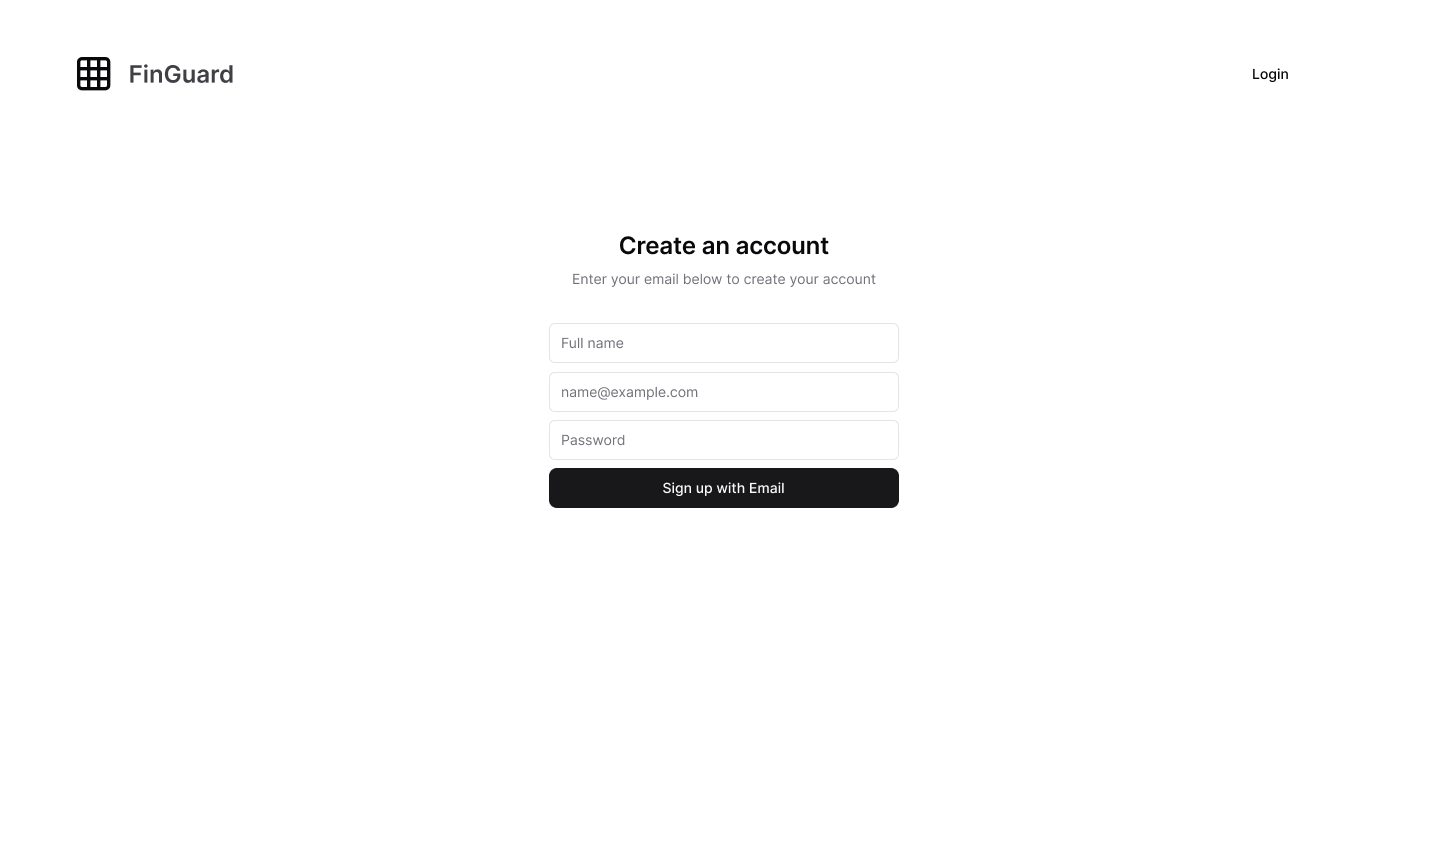 FinGuard
Login
Create an account
Enter your email below to create your account
Full name
name@example.com
Password
Sign up with Email